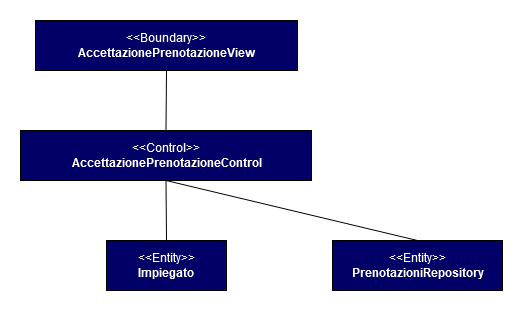 <<Boundary>>
AccettazionePrenotazioneView
<<Control>>
AccettazionePrenotazioneControl
<<Entity>>
Impiegato
<<Entity>>
PrenotazioniRepository